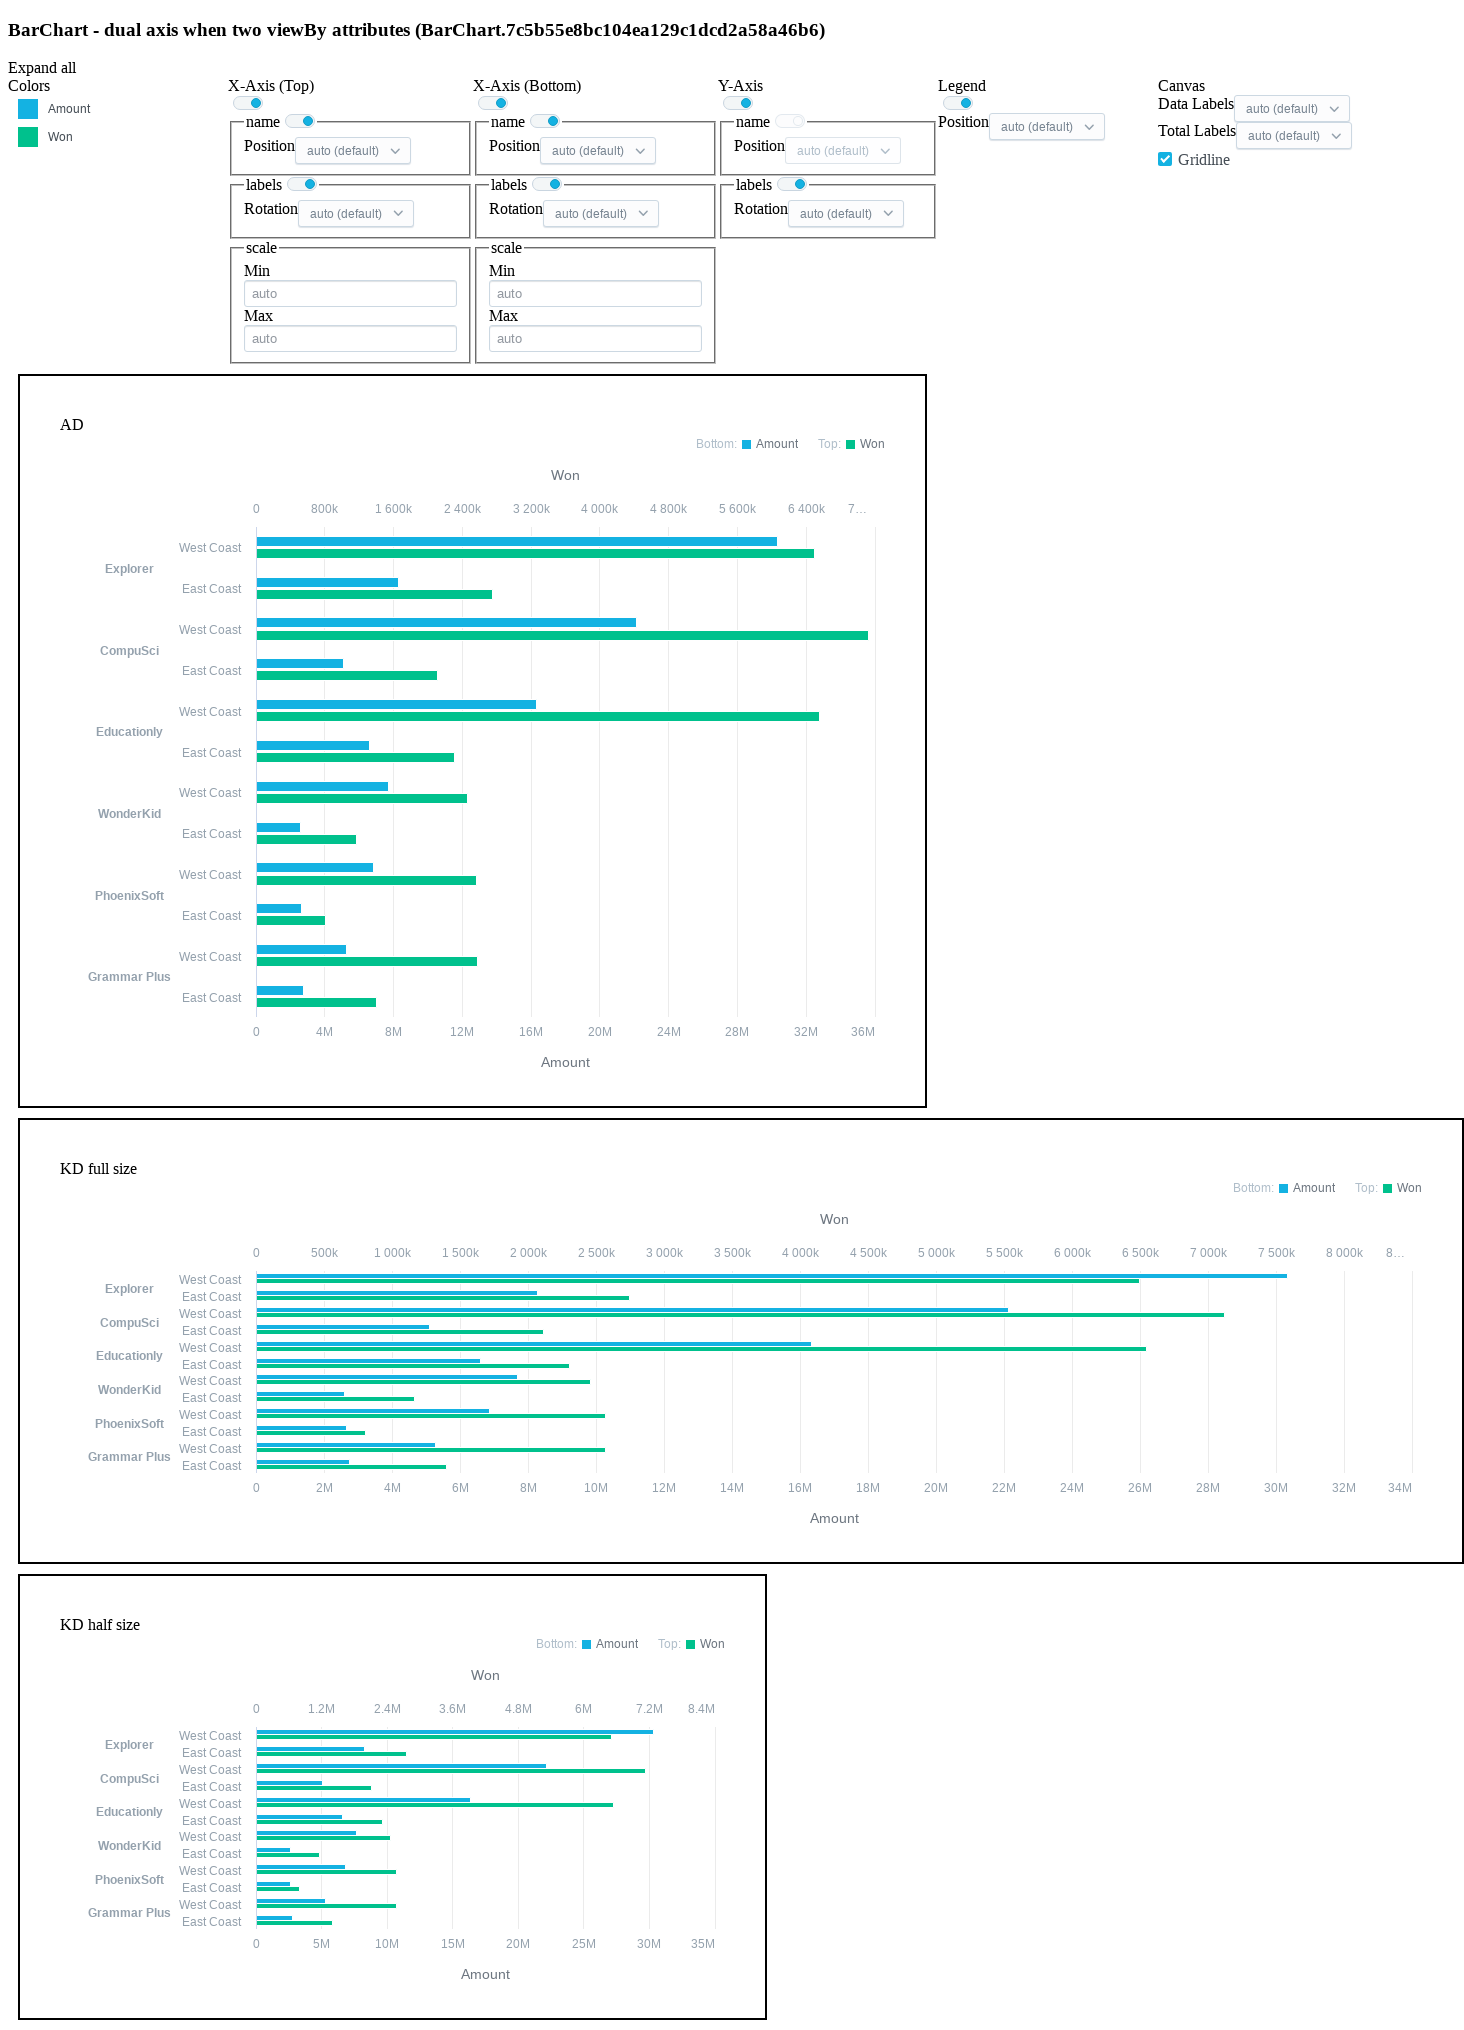 BarChart - dual axis when two viewBy attributes (BarChart.7c5b55e8bc104ea129c1dcd2a58a46b6)
Expand all
Colors
Amount
Won
X-Axis (Top)
name
Position auto (default)
labels
Rotation auto (default)
scale
Min
auto
Max
auto
X-Axis (Bottom)
name
Position auto (default)
labels
Rotation auto (default)
scale
Min
auto
Max
auto
Y-Axis
name
Position auto (default)
labels
Rotation auto (default)
Legend
Position auto (default)
Canvas
Data Labels auto (default)
Total Labels auto (default)
Gridline
AD
Bottom: Amount Top: Won
Won
0 800k 1 600k 2 400k 3 200k 4 000k 4 800k 5 600k 6 400k 7…
Explorer
West Coast
East Coast
CompuSci
West Coast
East Coast
Educationly
West Coast
East Coast
WonderKid
West Coast
East Coast
PhoenixSoft
West Coast
East Coast
Grammar Plus
West Coast
East Coast
0 4M 8M 12M 16M 20M 24M 28M 32M 36M
Amount
KD full size
Bottom: Amount Top: Won
Won
0 500k 1 000k 1 500k 2 000k 2 500k 3 000k 3 500k 4 000k 4 500k 5 000k 5 500k 6 000k 6 500k 7 000k 7 500k 8 000k 8…
Explorer
West Coast
East Coast
CompuSci
West Coast
East Coast
Educationly
West Coast
East Coast
WonderKid
West Coast
East Coast
PhoenixSoft
West Coast
East Coast
Grammar Plus
West Coast
East Coast
0 2M 4M 6M 8M 10M 12M 14M 16M 18M 20M 22M 24M 26M 28M 30M 32M 34M
Amount
KD half size
Bottom: Amount Top: Won
Won
0 1.2M 2.4M 3.6M 4.8M 6M 7.2M 8.4M
Explorer
West Coast
East Coast
CompuSci
West Coast
East Coast
Educationly
West Coast
East Coast
WonderKid
West Coast
East Coast
PhoenixSoft
West Coast
East Coast
Grammar Plus
West Coast
East Coast
0 5M 10M 15M 20M 25M 30M 35M
Amount